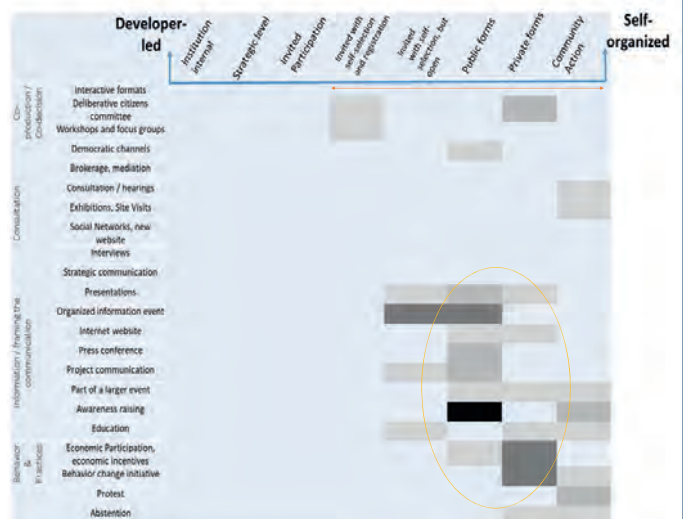 Developer-
led
Self-
organized
Institution
internal
Strategic level
Invited
Participation
Invited with
self-selection
and registration
Invited
with self-
selection, but
open
Public forms
Private forms
Community
Action
Co-
production /
Codecision
Consultation
Information / framing the
communication
Behavior
&
Practices
Interactive formats
Deliberative citizens
committee
Workshops and focus groups
Democratic channels
Brokerage, mediation
Consultation / hearings
Exhibitions, Site Visits
Social Networks, new
website
Interviews
Strategic communication
Presentations
Organized information event
Internet website
Press conference
Project communication
Part of a larger event
Awareness raising
Education
Economic Participation,
economic incentives
Behavior change initiative
Protest
Abstention